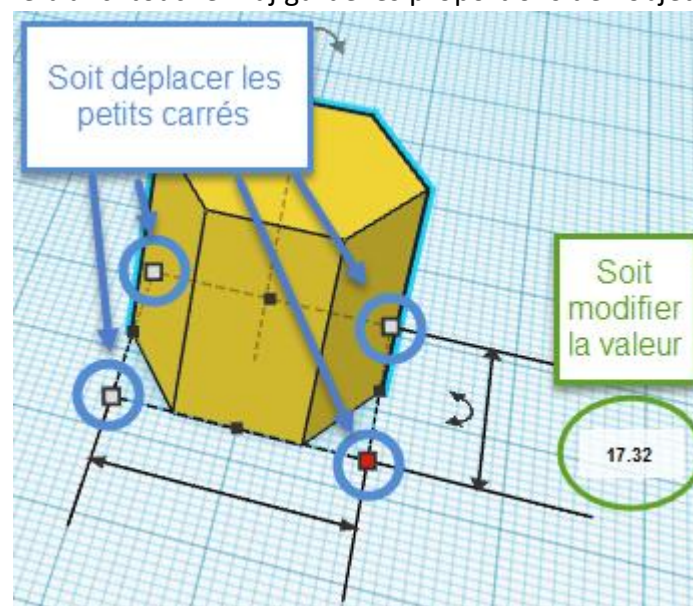 Soit déplacer les
petits carrés
Soit
modifier
la valeur
17.32